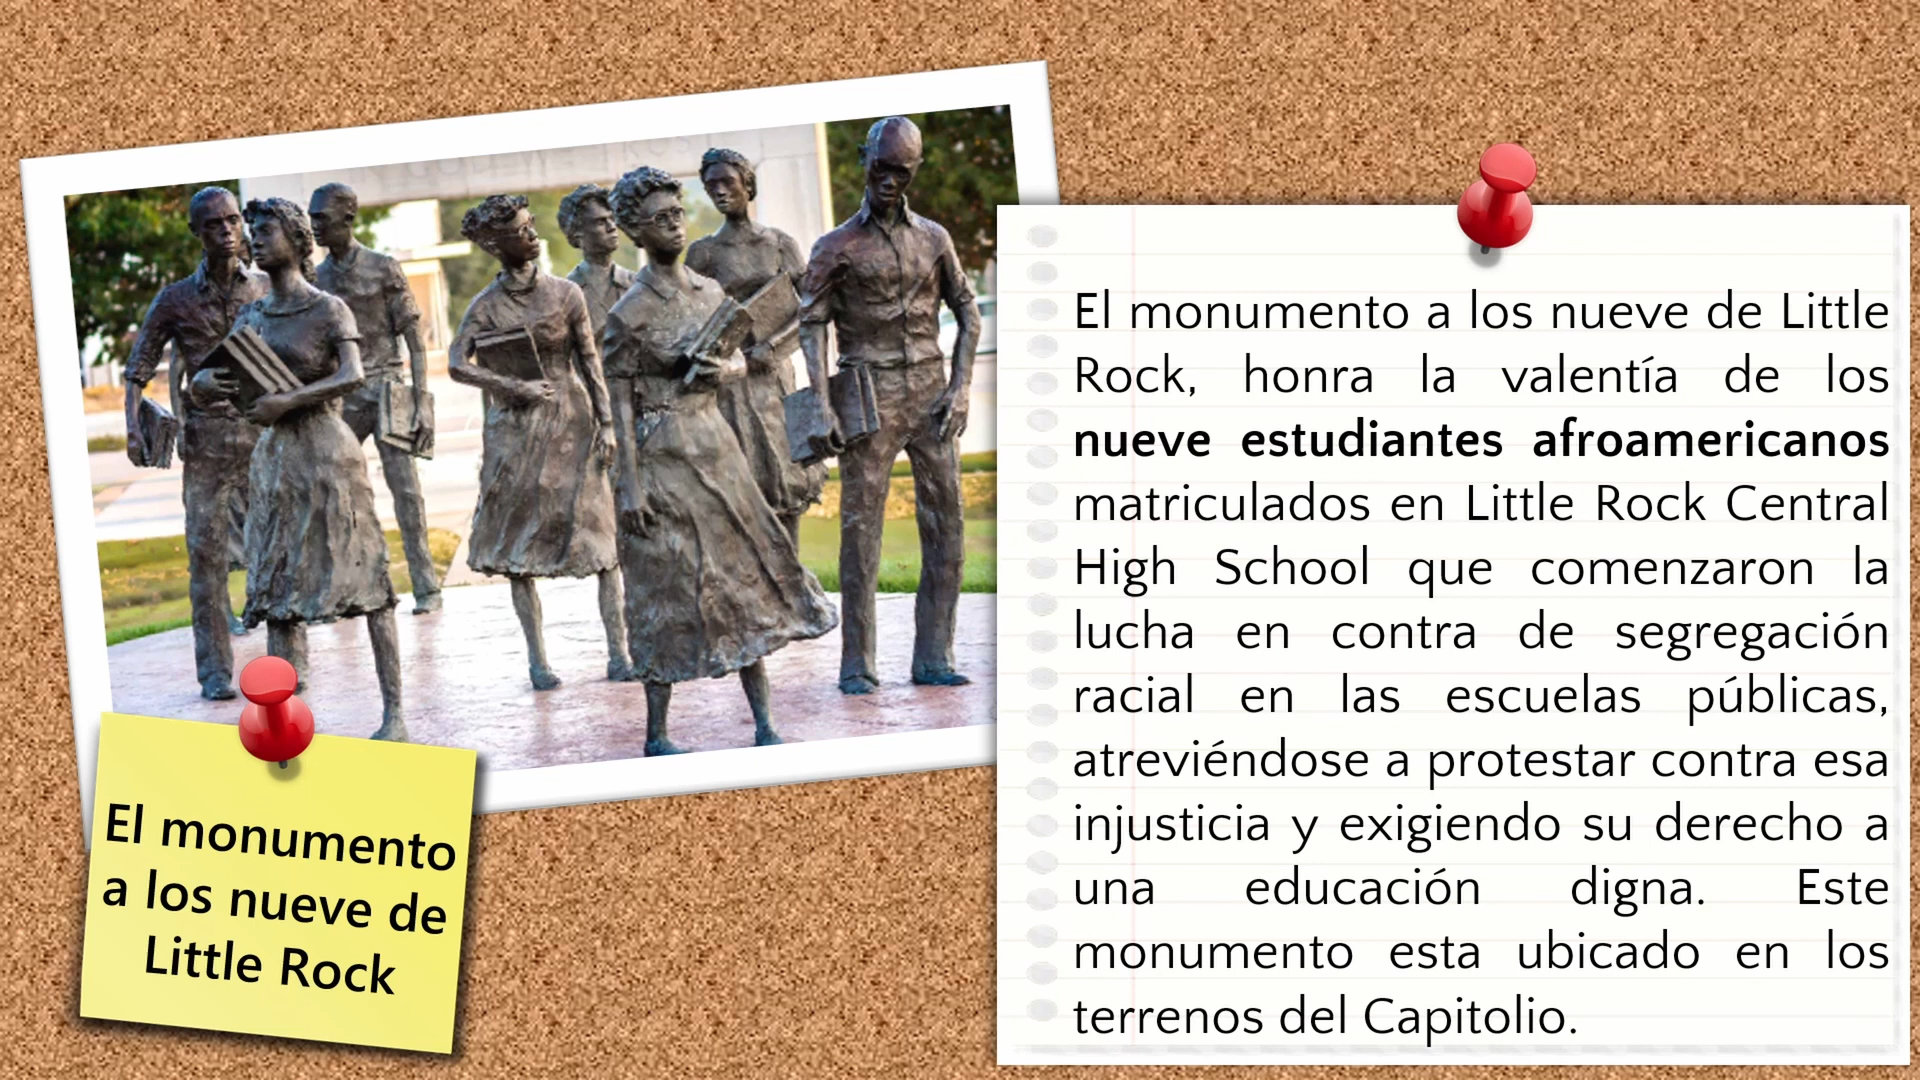 El monumento
a los nueve de
Little Rock
El monumento a los nueve de Little
Rock, honra la valentía de los
nueve estudiantes afroamericanos
matriculados en Little Rock Central
High School que comenzaron la
lucha en contra de segregación
racial en las escuelas públicas,
atreviéndose a protestar contra esa
injusticia y exigiendo su derecho a
una educación digna. Este
monumento esta ubicado en los
terrenos del Capitolio.